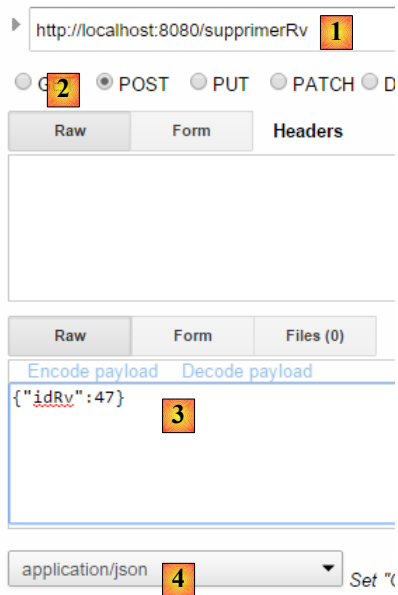 http://localhost:8080/supprimerRv 1
2 POST PUT PATCH D
Raw Form Headers
Raw Form Files (0)
Encode payload Decode payload
{"idRv":47}
3
application/json 4 Set "C